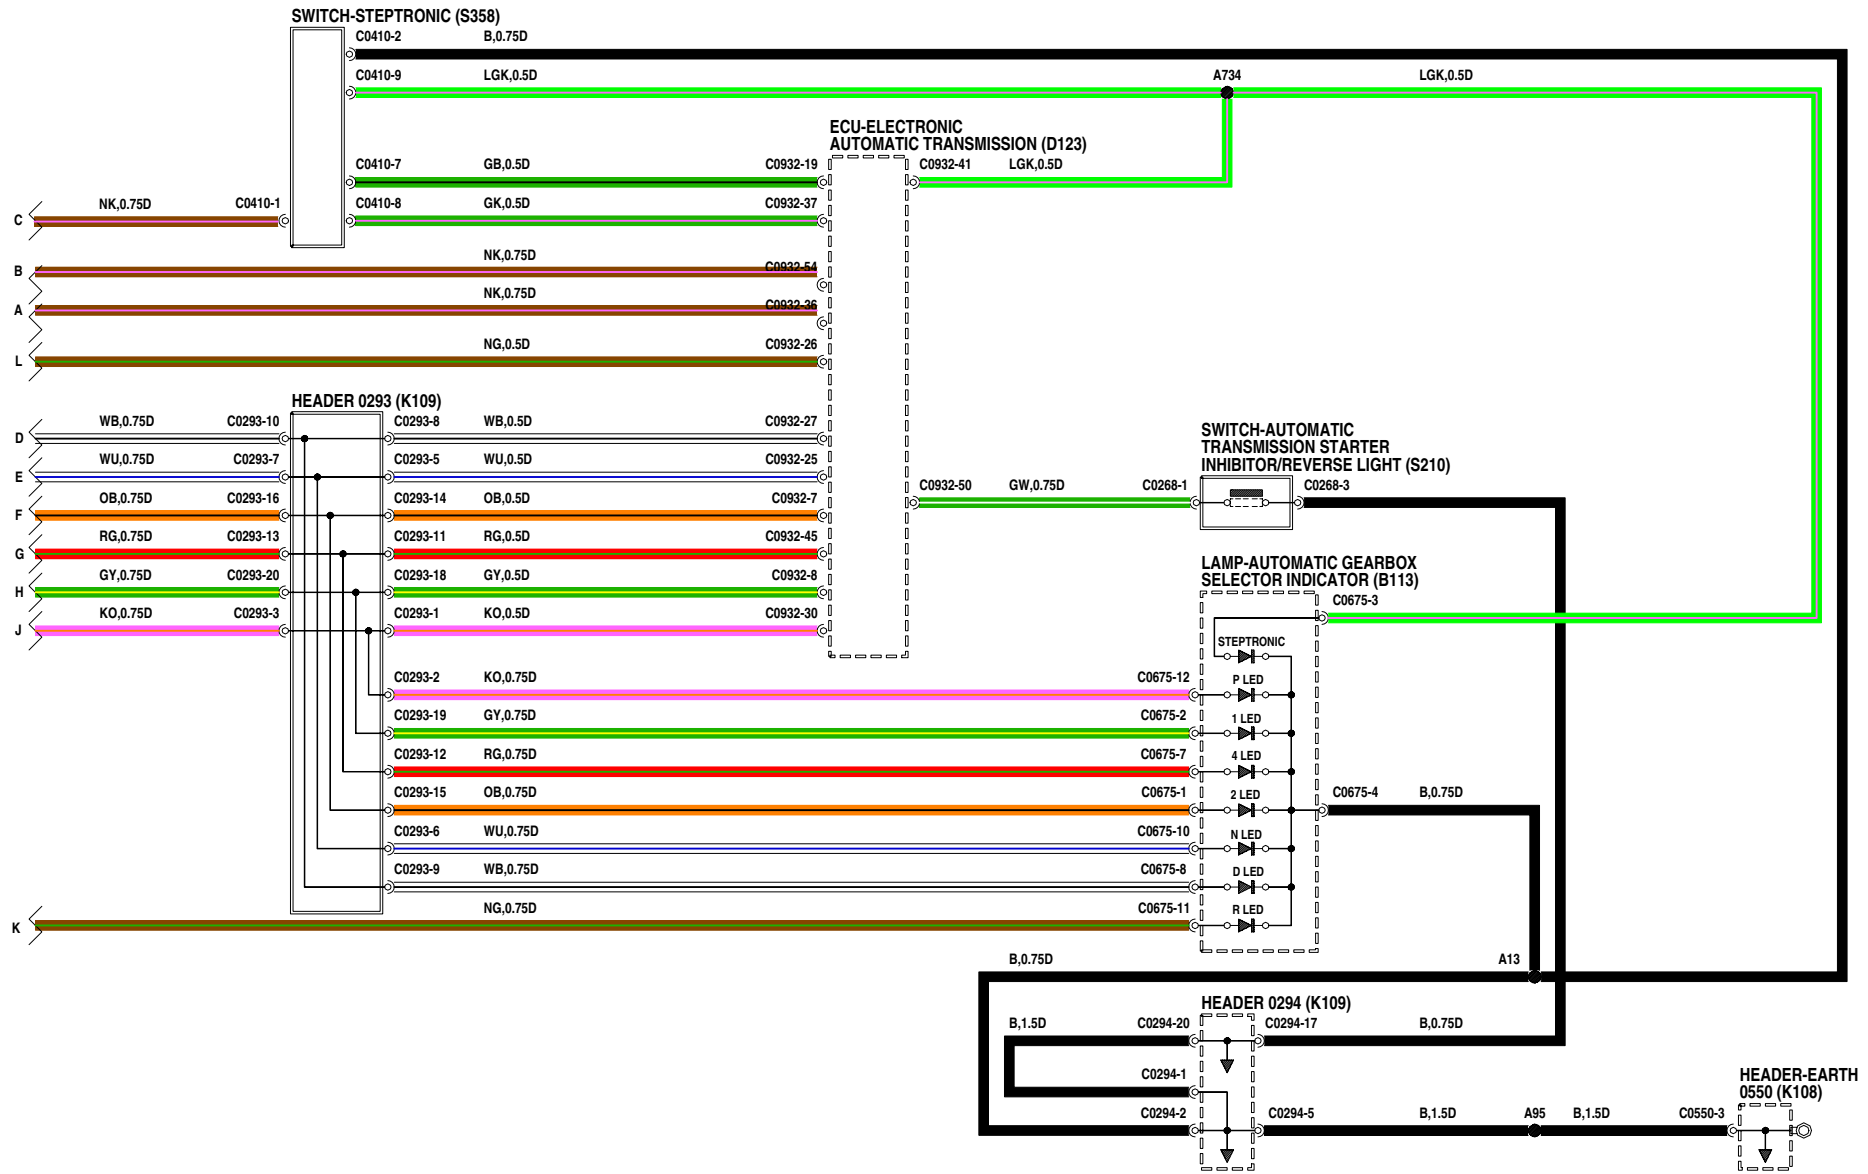 SWITCH-STEPTRONIC (S358)
C0410-2 B,0.75D
C0410-9 LGK,0.5D A734 LGK,0.5D
ECU-ELECTRONIC
AUTOMATIC TRANSMISSION (D123)
C0410-7 GB,0.5D C0932-19 C0932-41 LGK,0.5D
C NK,0.75D C0410-1 C0410-8 GK,0.5D C0932-37
B NK,0.75D C0932-54
A NK,0.75D C0932-36
L NG,0.5D C0932-26
HEADER 0293 (K109)
D WB,0.75D C0293-10 C0293-8 WB,0.5D C0932-27
E WU,0.75D C0293-7 C0293-5 WU,0.5D C0932-25
F OB,0.75D C0293-16 C0293-14 OB,0.5D C0932-7
G RG,0.75D C0293-13 C0293-11 RG,0.5D C0932-45
H GY,0.75D C0293-20 C0293-18 GY,0.5D C0932-8
J KO,0.75D C0293-3 C0293-1 KO,0.5D C0932-30
SWITCH-AUTOMATIC
TRANSMISSION STARTER
INHIBITOR/REVERSE LIGHT (S210)
C0932-50 GW,0.75D C0268-1 C0268-3
LAMP-AUTOMATIC GEARBOX
SELECTOR INDICATOR (B113)
C0675-3
STEPTRONIC
C0293-2 KO,0.75D C0675-12 P LED
C0293-19 GY,0.75D C0675-2 1 LED
C0293-12 RG,0.75D C0675-7 4 LED
C0293-15 OB,0.75D C0675-1 2 LED C0675-4 B,0.75D
C0293-6 WU,0.75D C0675-10 N LED
C0293-9 WB,0.75D C0675-8 D LED
K NG,0.75D C0675-11 R LED
B,0.75D A13
HEADER 0294 (K109)
B,1.5D C0294-20 C0294-17 B,0.75D
C0294-1
HEADER-EARTH
0550 (K108)
C0294-2 C0294-5 B,1.5D A95 B,1.5D C0550-3